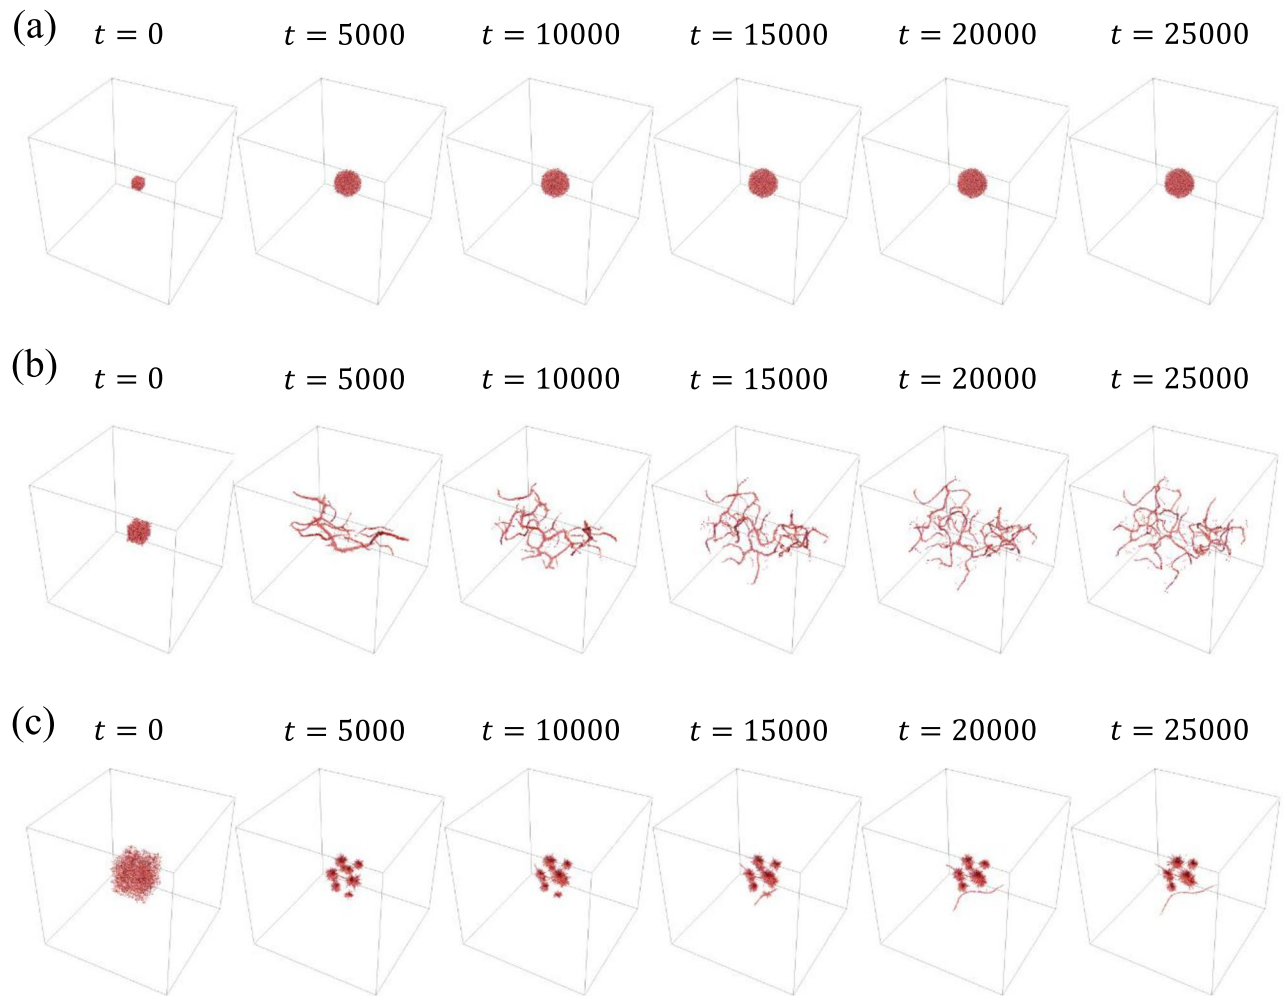 (a)
t = 0 t = 5000 t = 10000 t = 15000 t = 20000 t = 25000
(b)
t = 0 t = 5000 t = 10000 t = 15000 t = 20000 t = 25000
(c)
t = 0 t = 5000 t = 10000 t = 15000 t = 20000 t = 25000